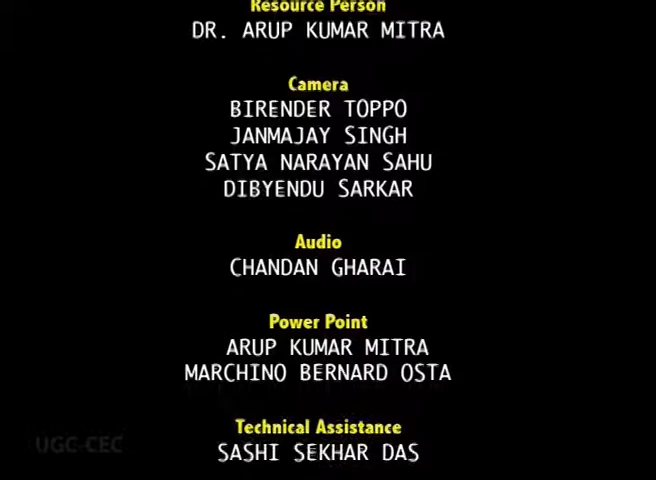 Resource Person
DR. ARUP KUMAR MITRA
Camera
BIRENDER TOPPO
JANMAJAY SINGH
SATYA NARAYAN SAHU
DIBYENDU SARKAR
Audio
CHANDAN GHARAI
Power Point
ARUP KUMAR MITRA
MARCHINO BERNARD OSTA
Technical Assistance
UGC-CEC
SASHI SEKHAR DAS